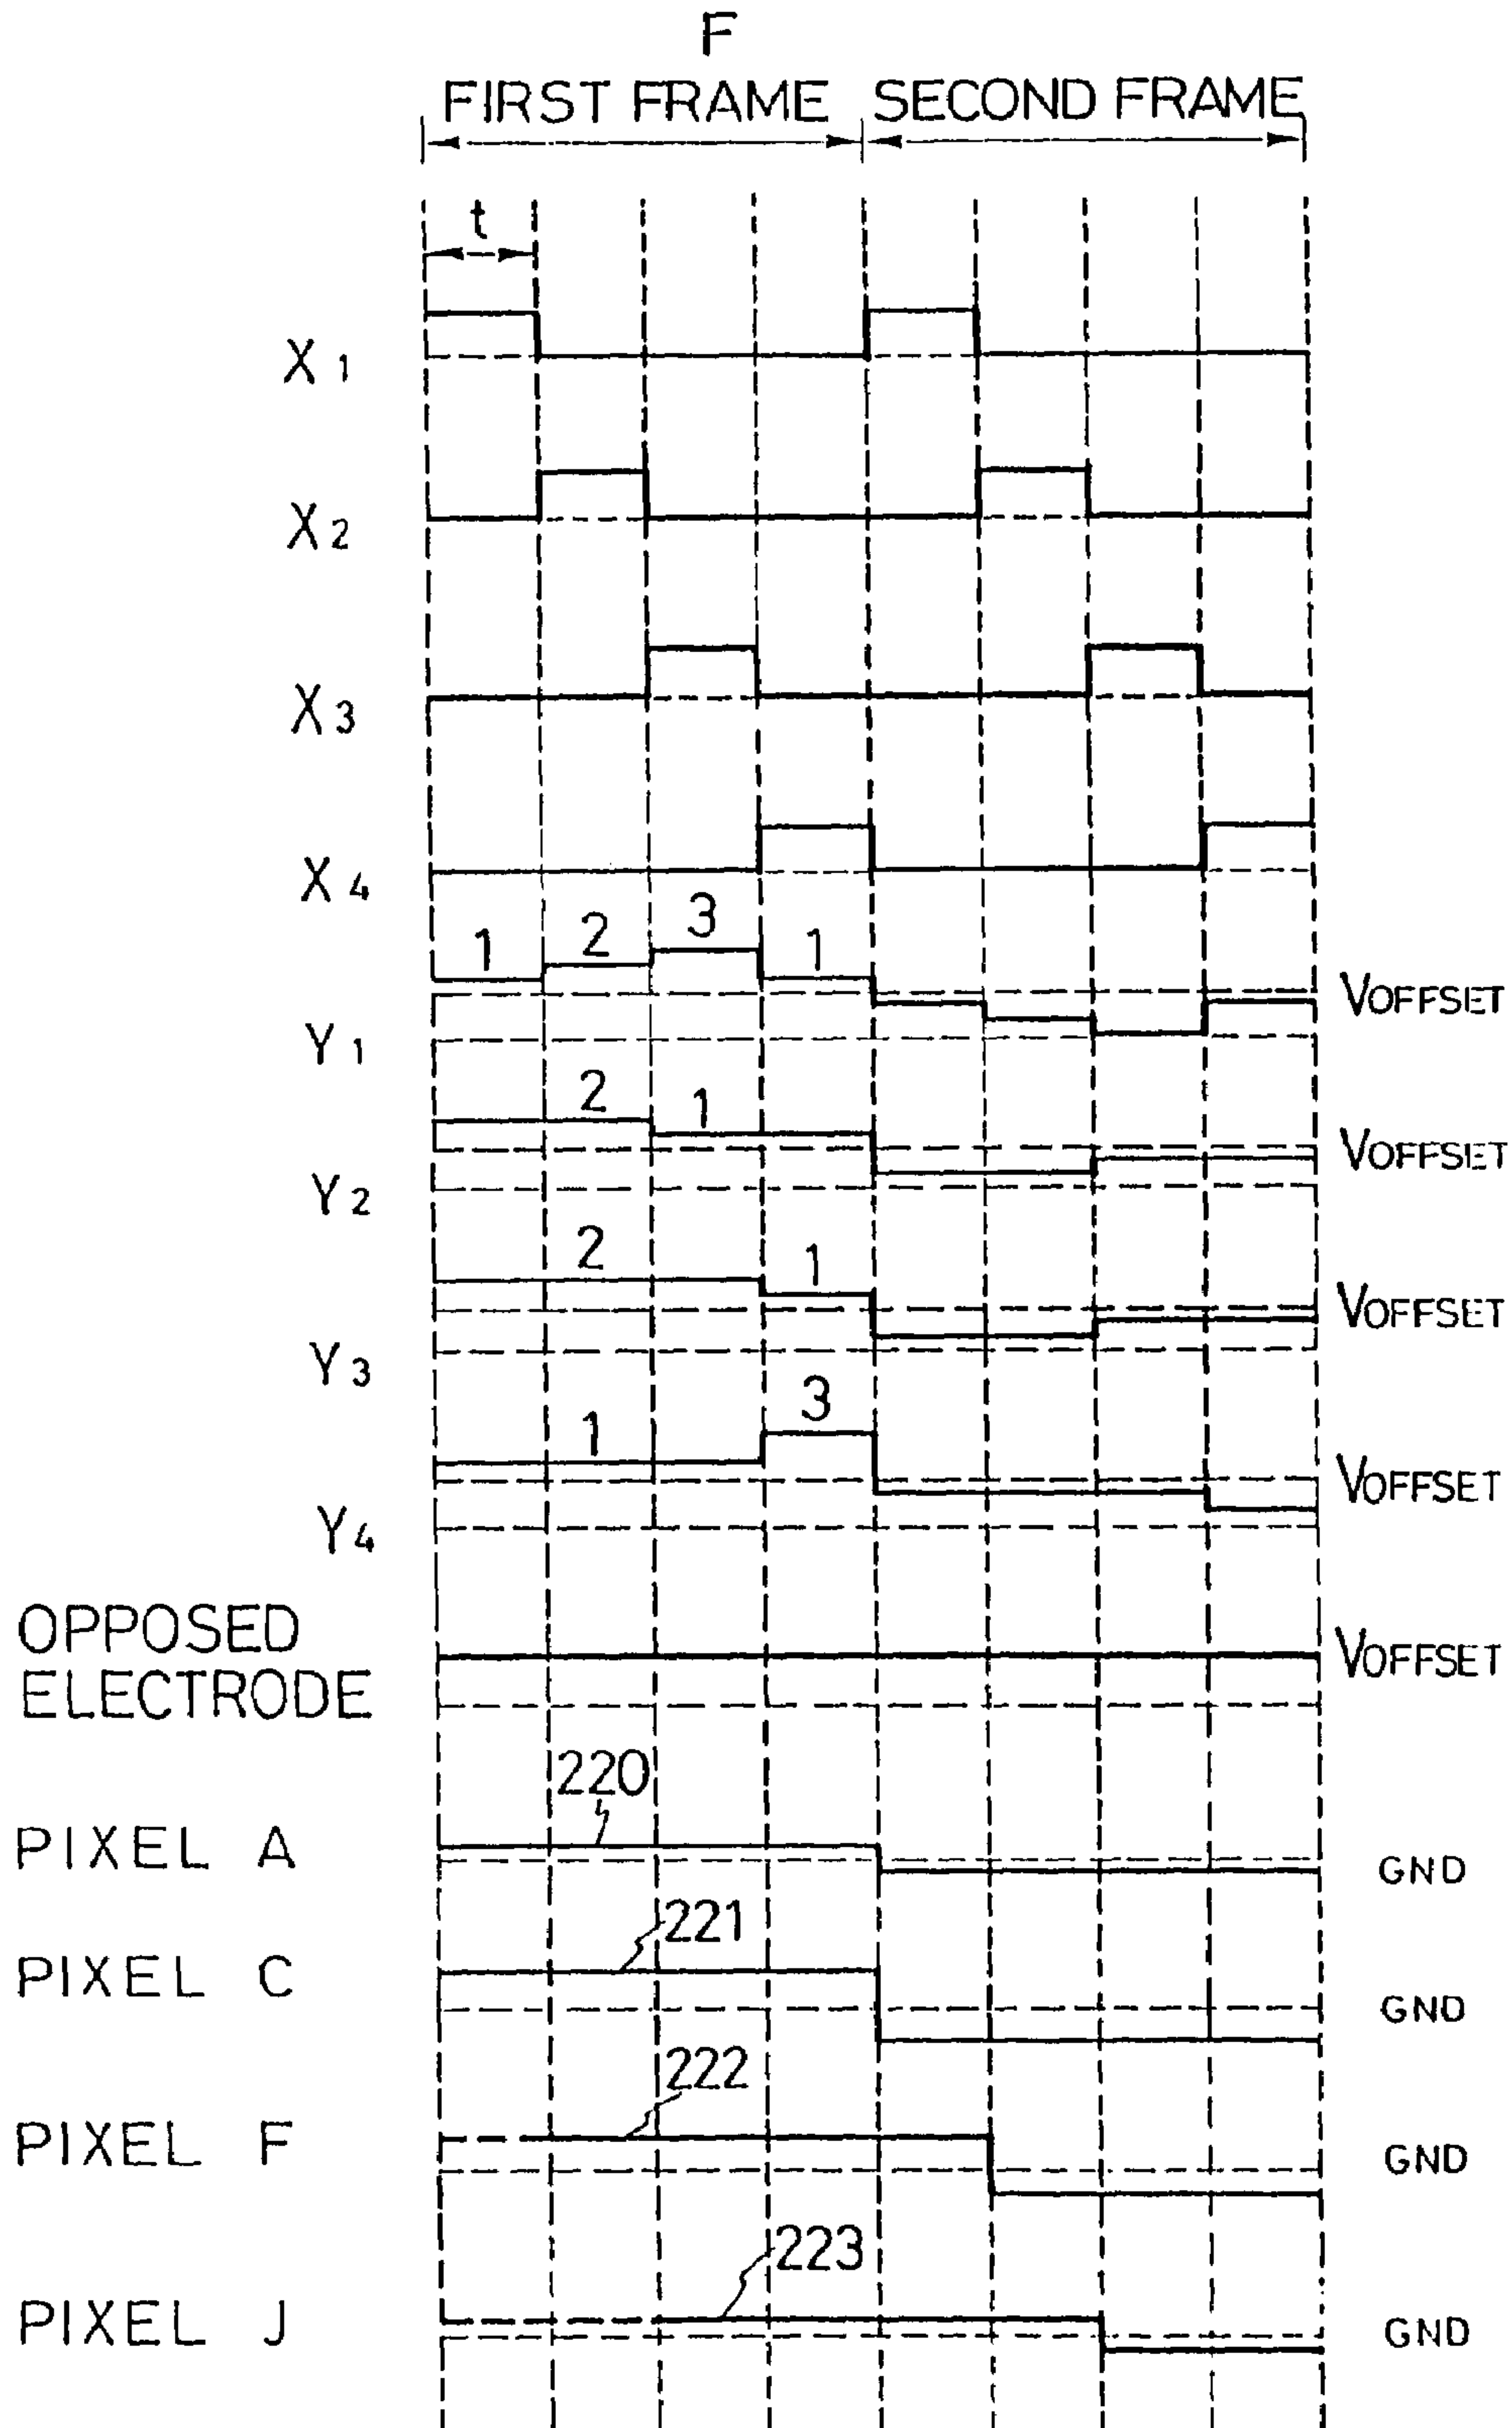 F
FIRST FRAME SECOND FRAME
t
X1
X2
X3
X4
1 2 3 1
VOFFSET
Y1
2 1
VOFFSET
Y2
2 1
VOFFSET
Y3
1 3
VOFFSET
Y4
OPPOSED
ELECTRODE
VOFFSET
220
PIXEL A GND
221
PIXEL C GND
222
PIXEL F GND
223
PIXEL J GND